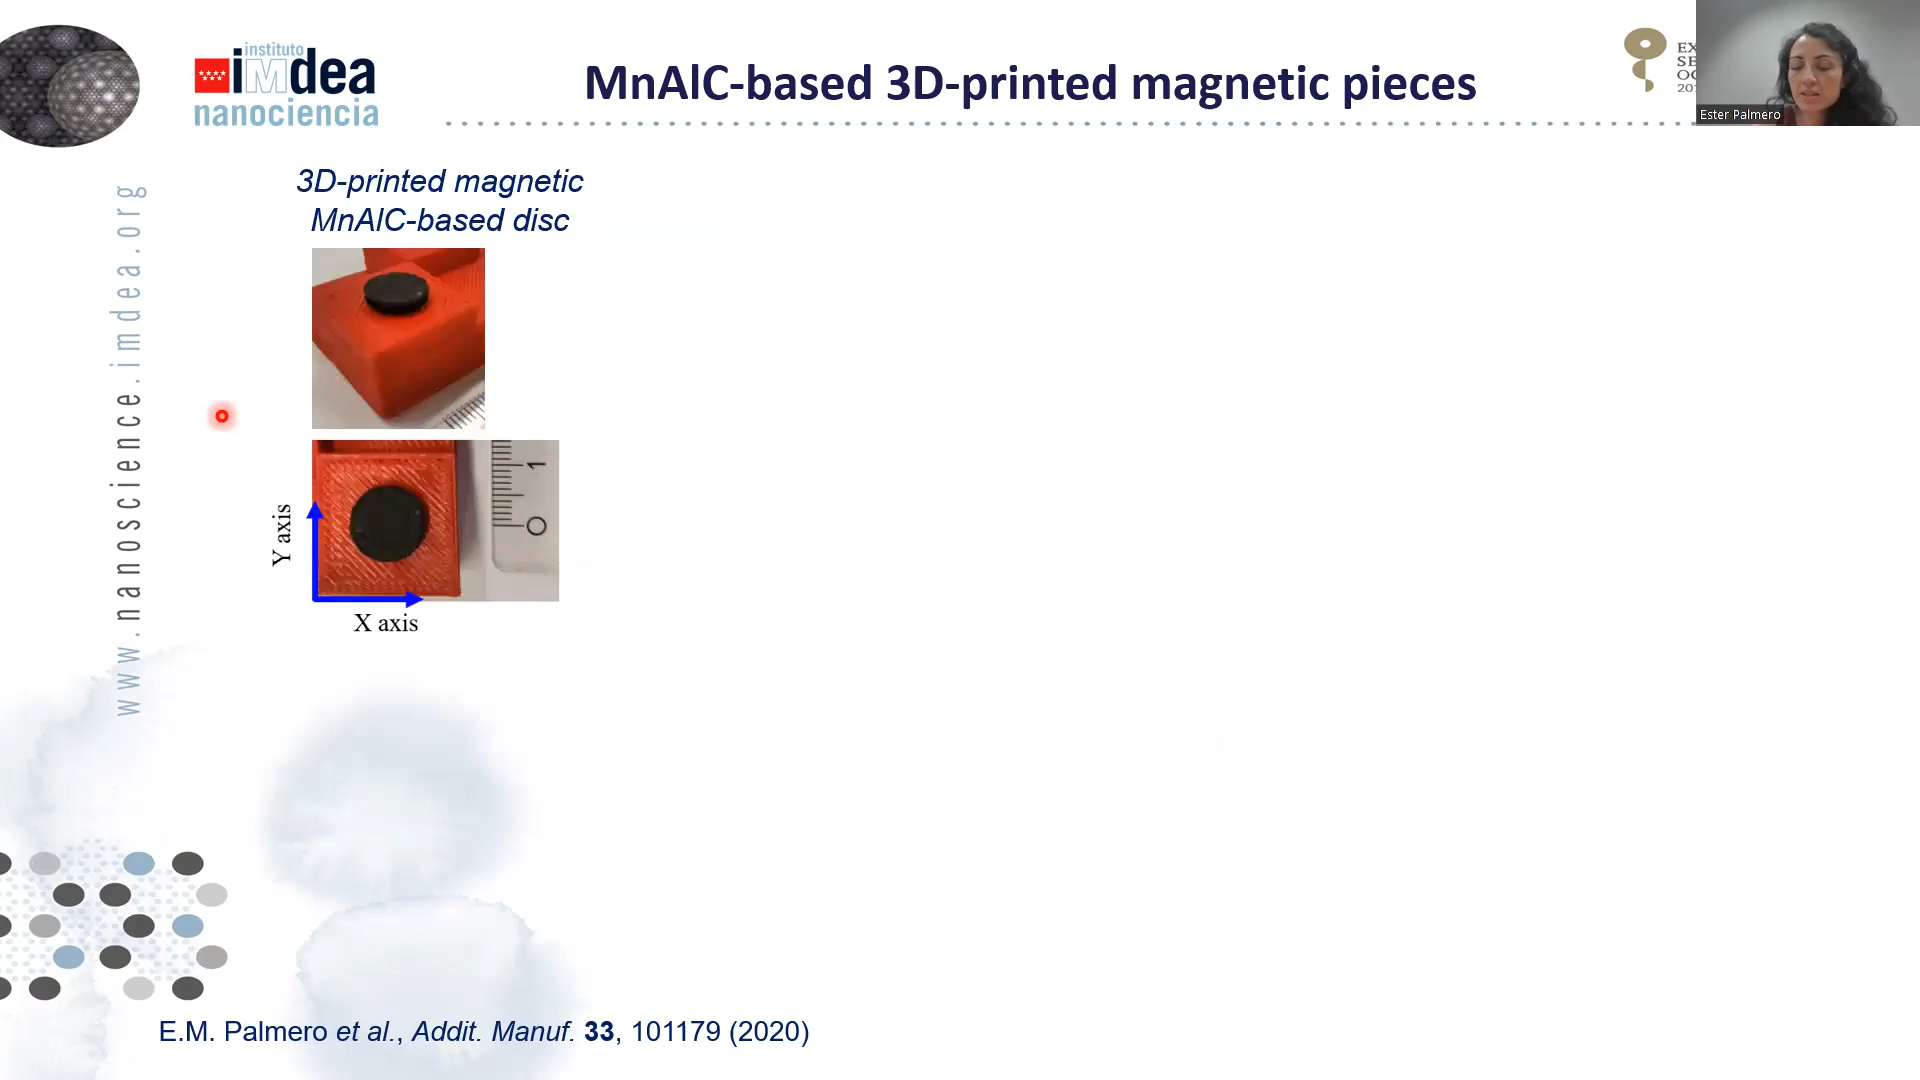 instituto
imdea
nanociencia
MnAlC-based 3D-printed magnetic pieces
Ester Palmero
www.nanoscience.imdea.org
3D-printed magnetic
MnAlC-based disc
1
0
Y axis
X axis
E.M. Palmero et al., Addit. Manuf. 33, 101179 (2020)